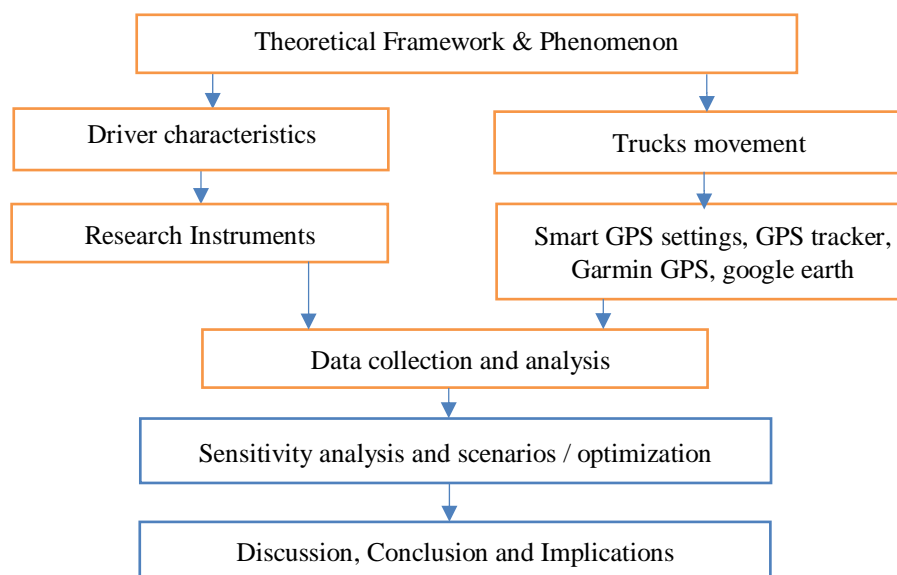 Theoretical Framework & Phenomenon
Driver characteristics
Trucks movement
Research Instruments
Smart GPS settings, GPS tracker,
Garmin GPS, google earth
Data collection and analysis
Sensitivity analysis and scenarios / optimization
Discussion, Conclusion and Implications